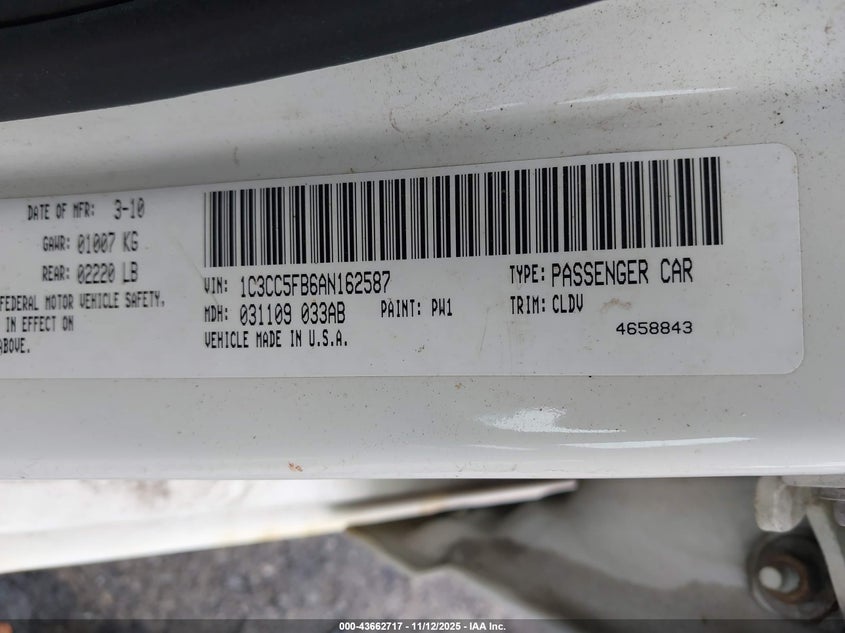 DATE OF MFR: 3-10
GAWR: 01007 KG
REAR: 02220 LB
FEDERAL MOTOR VEHICLE SAFETY,
IN EFFECT ON
ABOVE.
VIN: 1C3CC5FB6AN162587
TYPE: PASSENGER CAR
MDH: 031109 033AB
PAINT: PW1
TRIM: CLDV
VEHICLE MADE IN U.S.A.
4658843
000-43662717 - 11/12/2025 - IAA Inc.